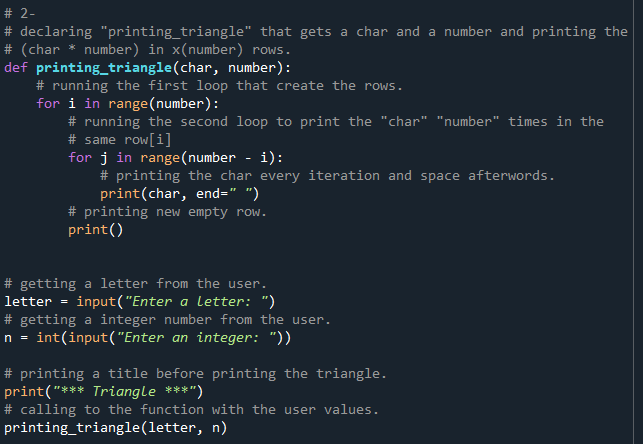 # 2-
# declaring "printing_triangle" that gets a char and a number and printing the
# (char * number) in x(number) rows.
def printing_triangle(char, number):
    # running the first loop that create the rows.
    for i in range(number):
        # running the second loop to print the "char" "number" times in the
        # same row[i]
        for j in range(number - i):
            # printing the char every iteration and space afterwords.
            print(char, end=" ")
        # printing new empty row.
        print()

# getting a letter from the user.
letter = input("Enter a letter: ")
# getting a integer number from the user.
n = int(input("Enter an integer: "))

# printing a title before printing the triangle.
print("*** Triangle ***")
# calling to the function with the user values.
printing_triangle(letter, n)